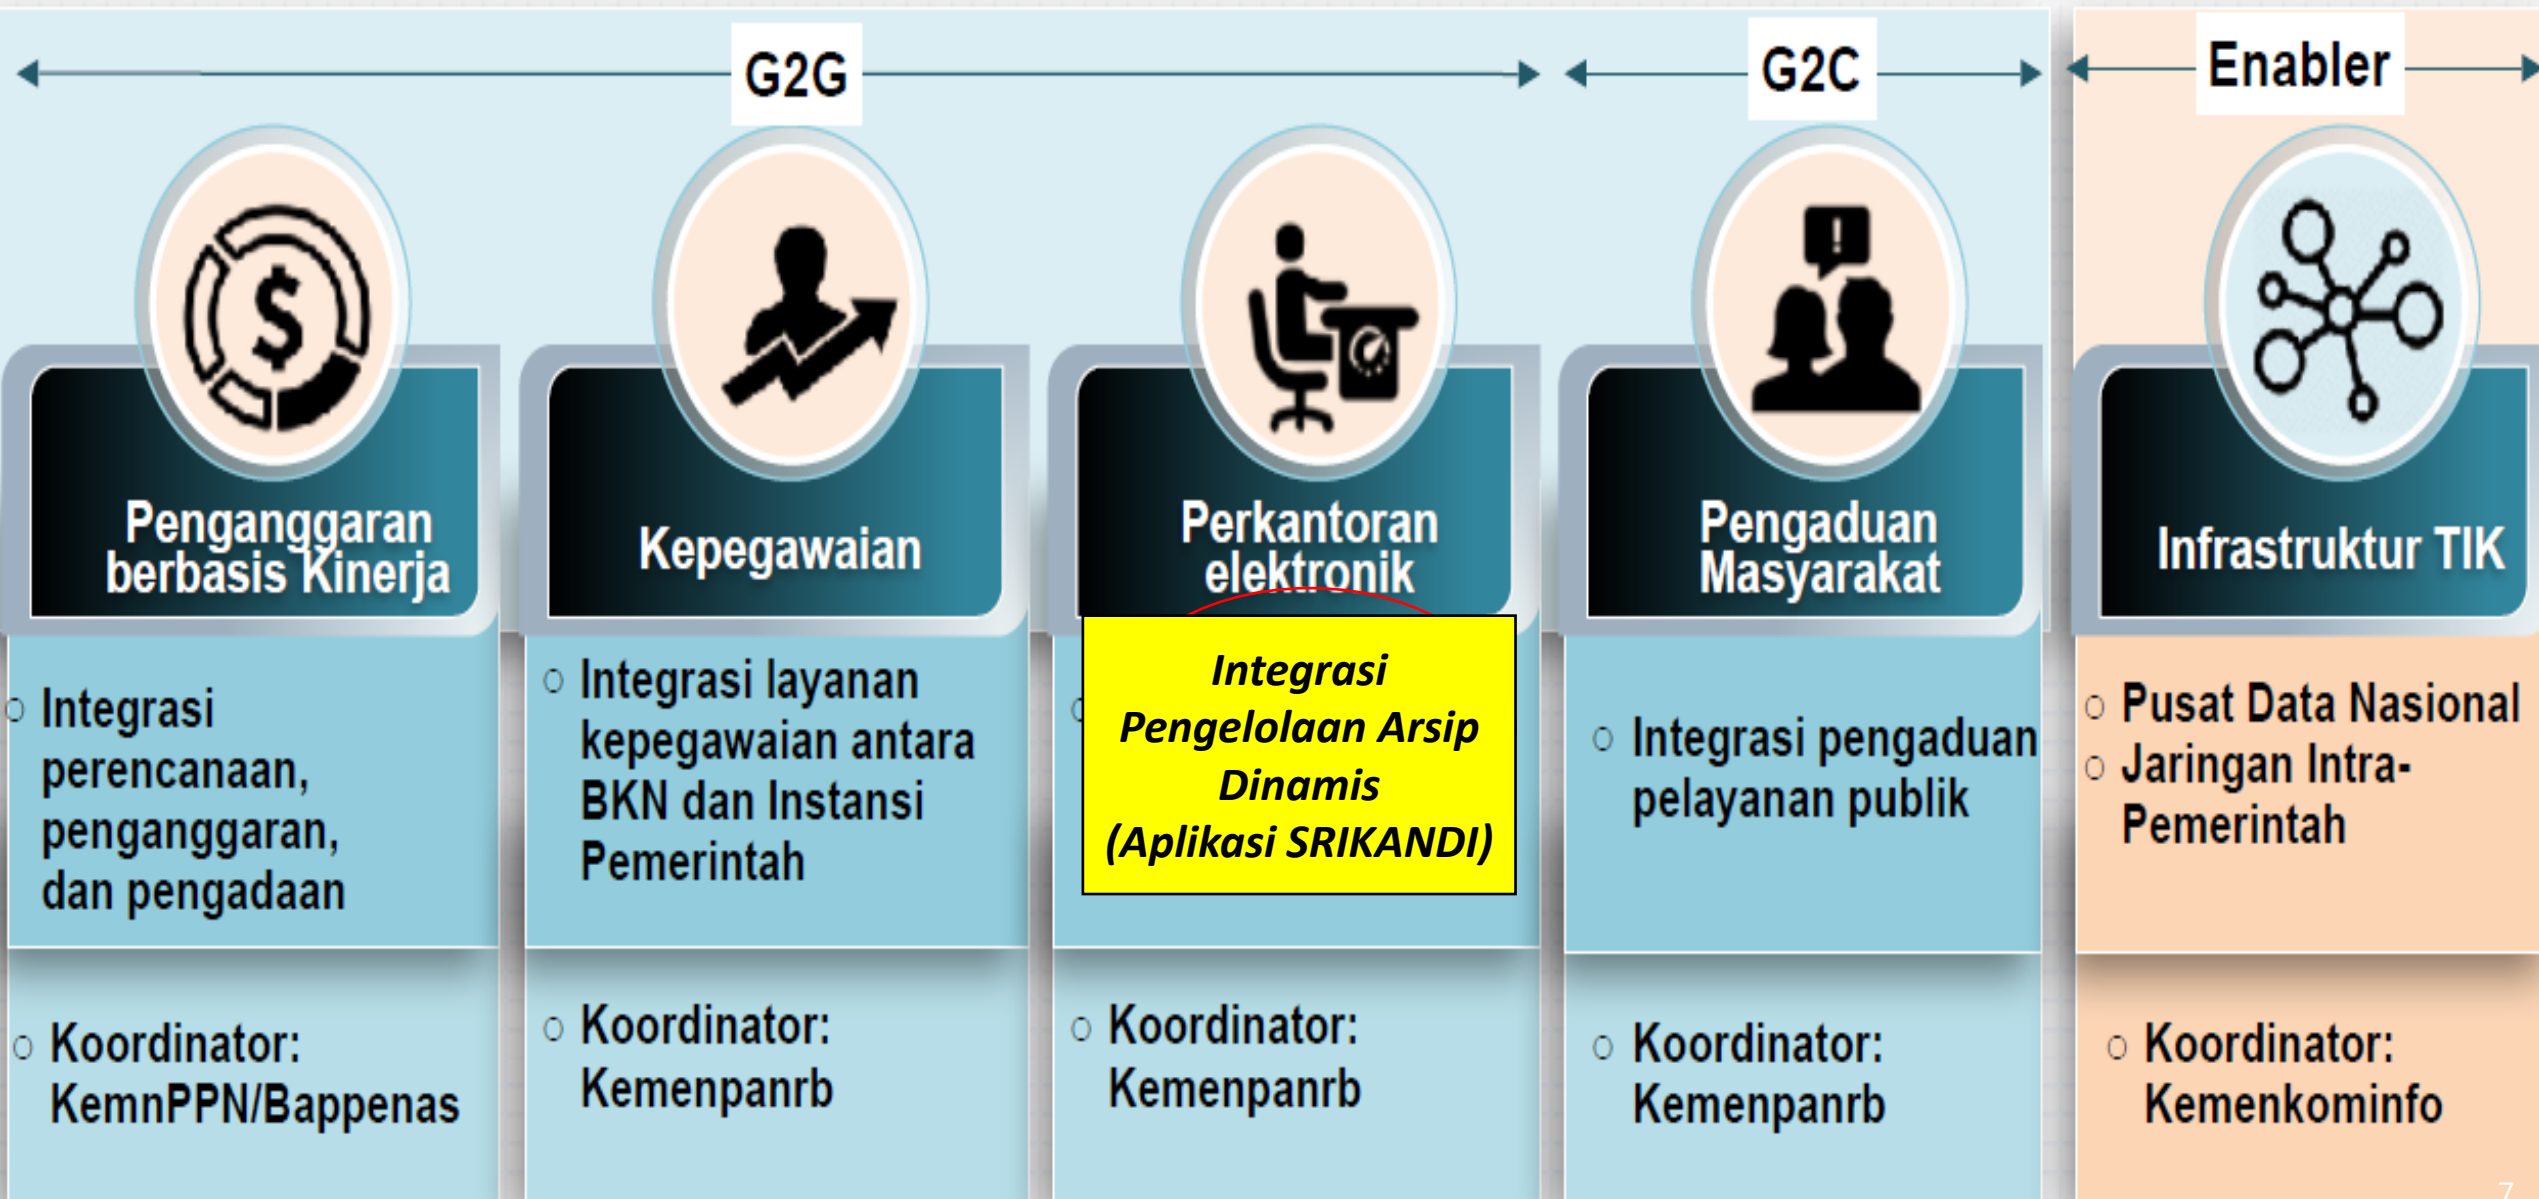 G2G
G2C
Enabler
$
!
Penganggaran
berbasis Kinerja
Kepegawaian
Perkantoran
elektronik
Pengaduan
Masyarakat
Infrastruktur TIK
○ Integrasi
perencanaan,
penganggaran,
dan pengadaan
○ Koordinator:
KemnPPN/Bappenas
○ Integrasi layanan
kepegawaian antara
BKN dan Instansi
Pemerintah
○ Koordinator:
Kemenpanrb
Integrasi
Pengelolaan Arsip
Dinamis
(Aplikasi SRIKANDI)
○ Koordinator:
Kemenpanrb
○ Integrasi pengaduan
pelayanan publik
○ Koordinator:
Kemenpanrb
○ Pusat Data Nasional
○ Jaringan Intra-
Pemerintah
○ Koordinator:
Kemenkominfo
7